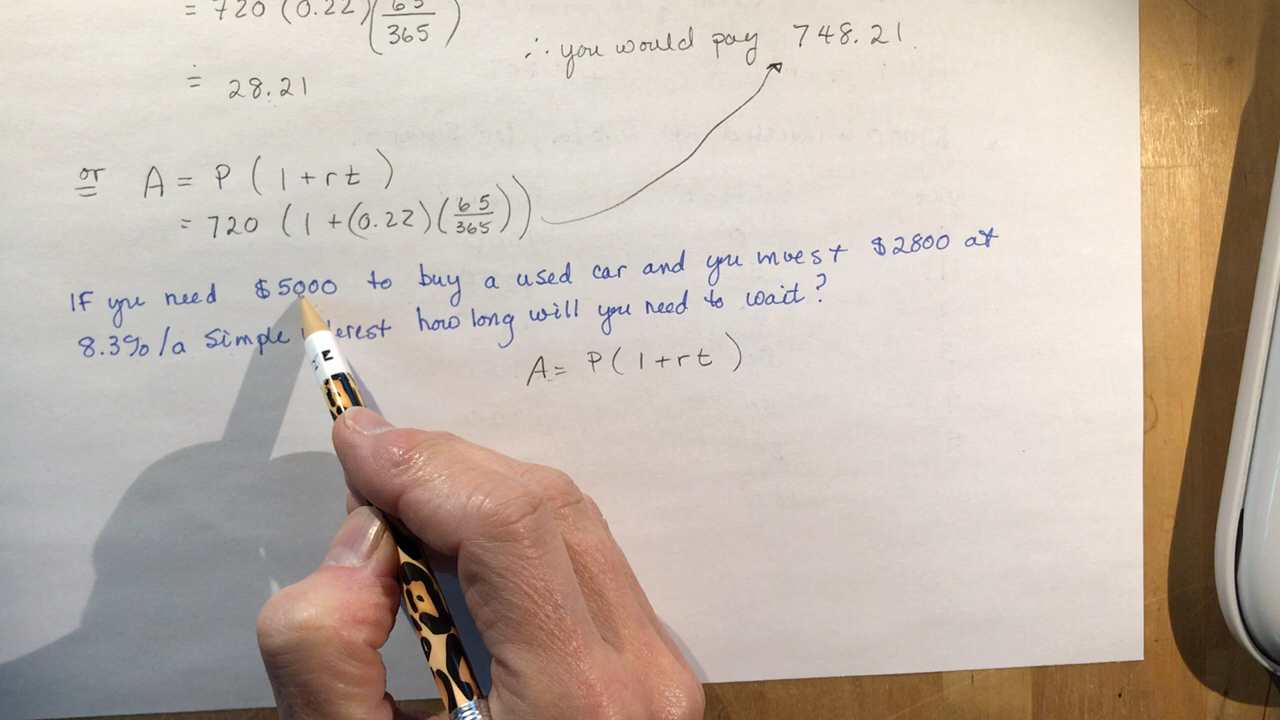 = 720 (0.22)(65/365)
∴ you would pay 748.21.
≐ 28.21
or A = P(1+rt)
= 720 (1+(0.22)(65/365))
IF you need $5000 to buy a used car and you invest $2800 at
8.3%/a simple how long will you need to wait?
A = P(1+rt)